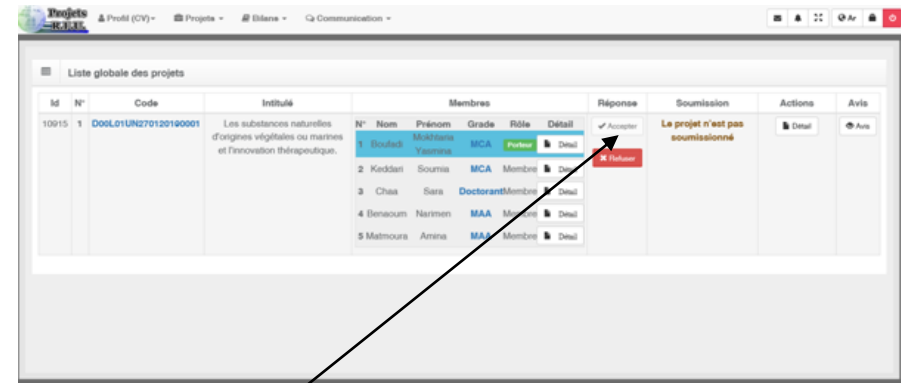 Projets
P.R.F.U.
Profil (CV)
Projets
Bilans
Communication
Ar
Liste globale des projets
Id N° Code Intitulé Membres Réponse Soumission Actions Avis
10915 1 D00L01UN270120190001
Les substances naturelles
d'origines végétales ou marines
et l'innovation thérapeutique.
N° Nom Prénom Grade Rôle Détail
1 Boufadi Mokhtaria Yasmina MCA Porteur Détail
2 Keddari Soumia MCA Membre Détail
3 Chaa Sara Doctorant Membre Détail
4 Benaoum Narimen MAA Membre Détail
5 Matmoura Amina MAA Membre Détail
Accepter
Refuser
Le projet n'est pas
soumissionné
Détail
Avis